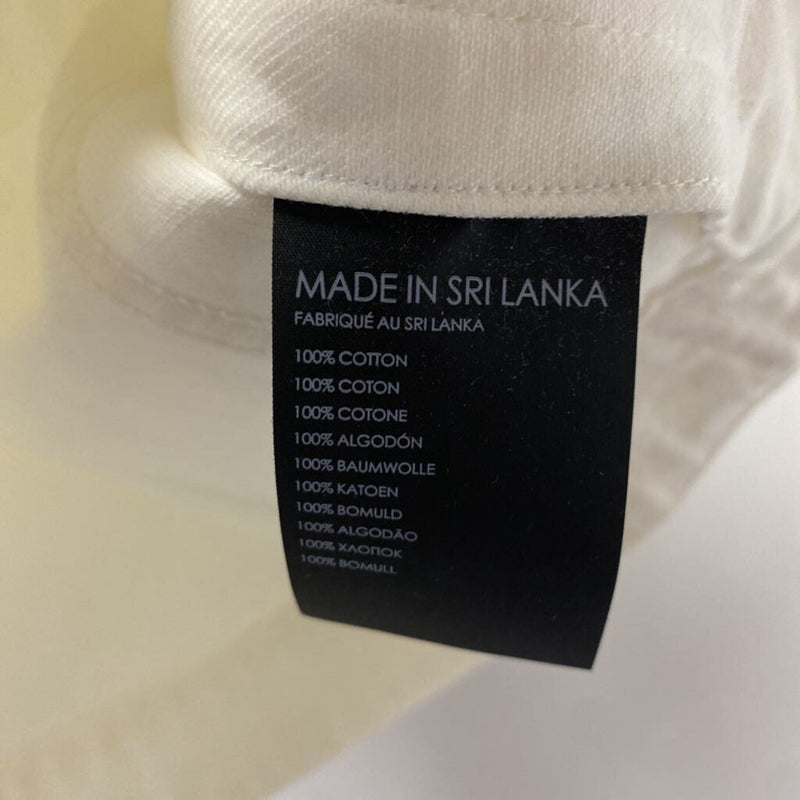 MADE IN SRI LANKA
FABRIQUÉ AU SRI LANKA
100% COTTON
100% COTON
100% COTONE
100% ALGODÓN
100% BAUMWOLLE
100% KATOEN
100% BOMULD
100% ALGODÃO
100% ХЛОПОК
100% BOMULL